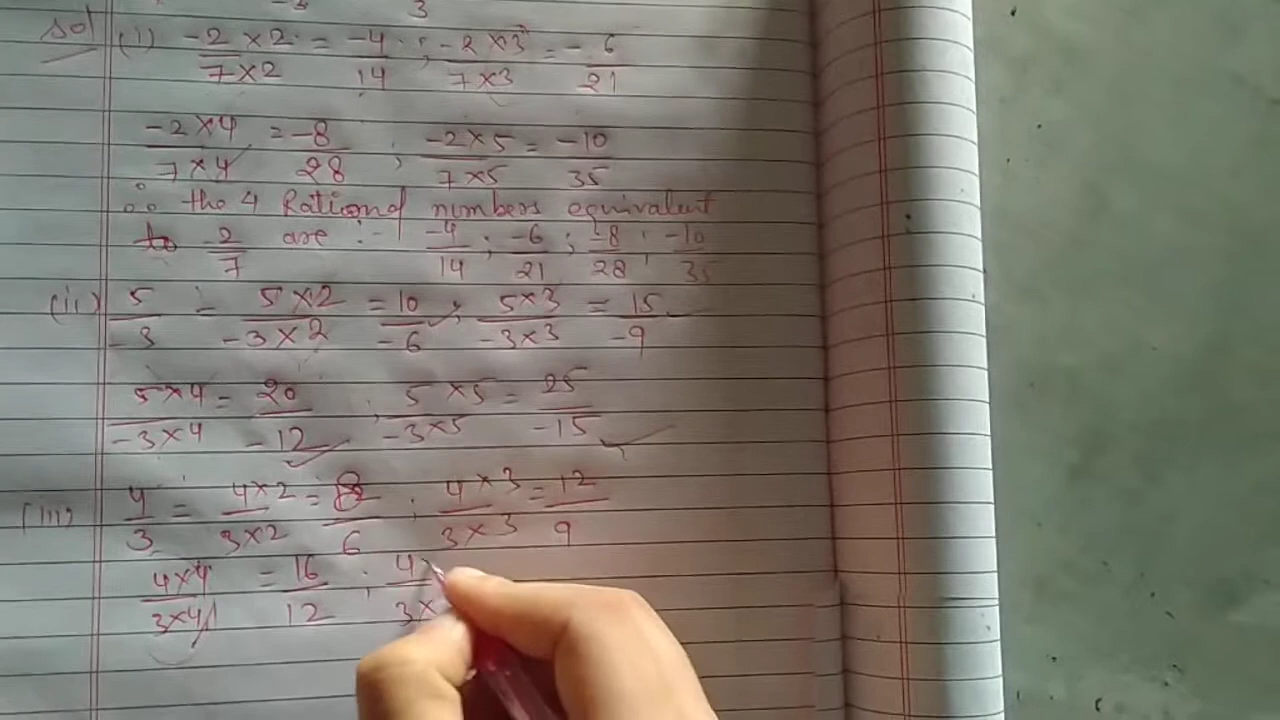 Sol (i) -2×2/7×2 = -4/14 ; -2×3/7×3 = -6/21
-2×4/7×4 = -8/28 ; -2×5/7×5 = -10/35
∴ the 4 Rational numbers equivalent
to -2/7 are :- -4/14 ; -6/21 ; -8/28 ; -10/35
(ii) 5/-3 = 5×2/-3×2 = 10/-6 ; 5×3/-3×3 = 15/-9
5×4/-3×4 = 20/-12 ; 5×5/-3×5 = 25/-15
(iii) 4/3 = 4×2/3×2 = 8/6 ; 4×3/3×3 = 12/9
4×4/3×4 = 16/12 ; 4/3×